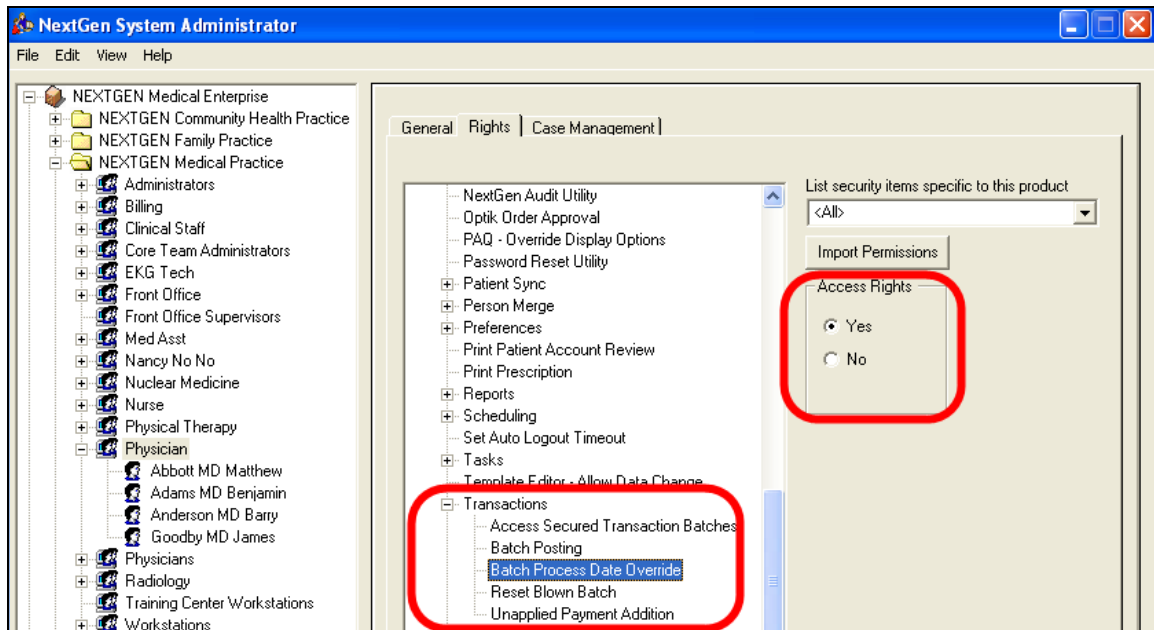 NextGen System Administrator
File Edit View Help
NEXTGEN Medical Enterprise
NEXTGEN Community Health Practice
NEXTGEN Family Practice
NEXTGEN Medical Practice
Administrators
Billing
Clinical Staff
Core Team Administrators
EKG Tech
Front Office
Front Office Supervisors
Med Asst
Nancy No No
Nuclear Medicine
Nurse
Physical Therapy
Physician
Abbott MD Matthew
Adams MD Benjamin
Anderson MD Barry
Goodby MD James
Physicians
Radiology
Training Center Workstations
Workstations
General Rights Case Management
NextGen Audit Utility
Optik Order Approval
PAQ - Override Display Options
Password Reset Utility
Patient Sync
Person Merge
Preferences
Print Patient Account Review
Print Prescription
Reports
Scheduling
Set Auto Logout Timeout
Tasks
Template Editor - Allow Data Change
Transactions
Access Secured Transaction Batches
Batch Posting
Batch Process Date Override
Reset Blown Batch
Unapplied Payment Addition
List security items specific to this product
<All>
Import Permissions
Access Rights
Yes
No